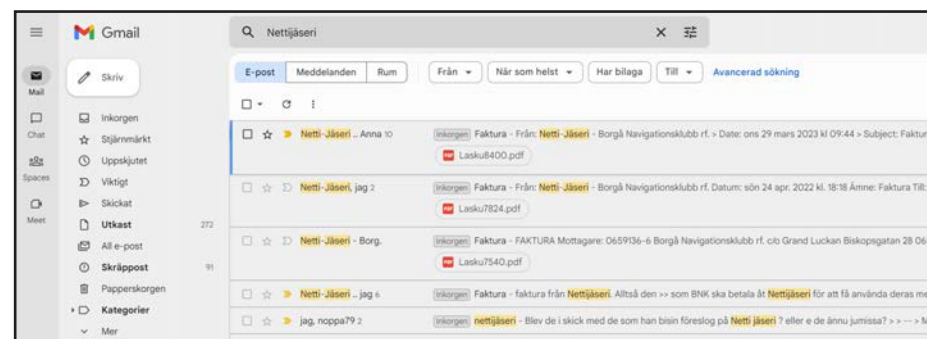 Gmail
Nettijäseri
Mail
Chat
Spaces
Meet
Skriv
Inkorgen
Stjärnmärkt
Uppskjutet
Viktigt
Skickat
Utkast 272
All e-post
Skräppost 91
Papperskorgen
Kategorier
Mer
E-post Meddelanden Rum Från När som helst Har bilaga Till Avancerad sökning
Netti-Jäseri .. Anna 10 Inkorgen Faktura - Från: Netti-Jäseri - Borgå Navigationsklubb rf. > Date: ons 29 mars 2023 kl 09:44 > Subject: Faktur
PDF Lasku8400.pdf
Netti-Jäseri, jag 2 Inkorgen Faktura - Från: Netti-Jäseri - Borgå Navigationsklubb rf. Datum: sön 24 apr. 2022 kl. 18:18 Ämne: Faktura Till:
PDF Lasku7824.pdf
Netti-Jäseri - Borg. Inkorgen Faktura - FAKTURA Mottagare: 0659136-6 Borgå Navigationsklubb rf. c/o Grand Luckan Biskopsgatan 28 06
PDF Lasku7540.pdf
Netti-Jäseri .. jag 6 Inkorgen Faktura - faktura från Nettijäseri. Alltså den >> som BNK ska betala åt Nettijäseri för att få använda deras me
jag, noppa79 2 Inkorgen nettijäseri - Blev de i skick med de som han bisin föreslog på Netti jäseri ? eller e de ännu jumissa? > > -- > M